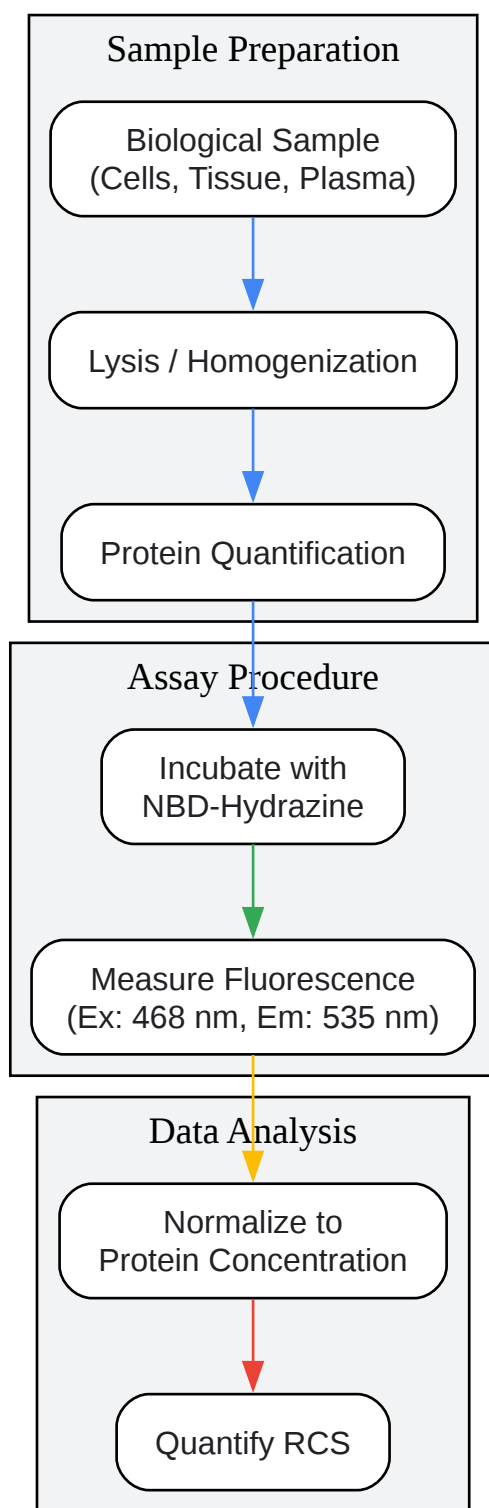 Sample Preparation
Biological Sample
(Cells, Tissue, Plasma)
Lysis / Homogenization
Protein Quantification
Assay Procedure
Incubate with
NBD-Hydrazine
Measure Fluorescence
(Ex: 468 nm, Em: 535 nm)
Data Analysis
Normalize to
Protein Concentration
Quantify RCS